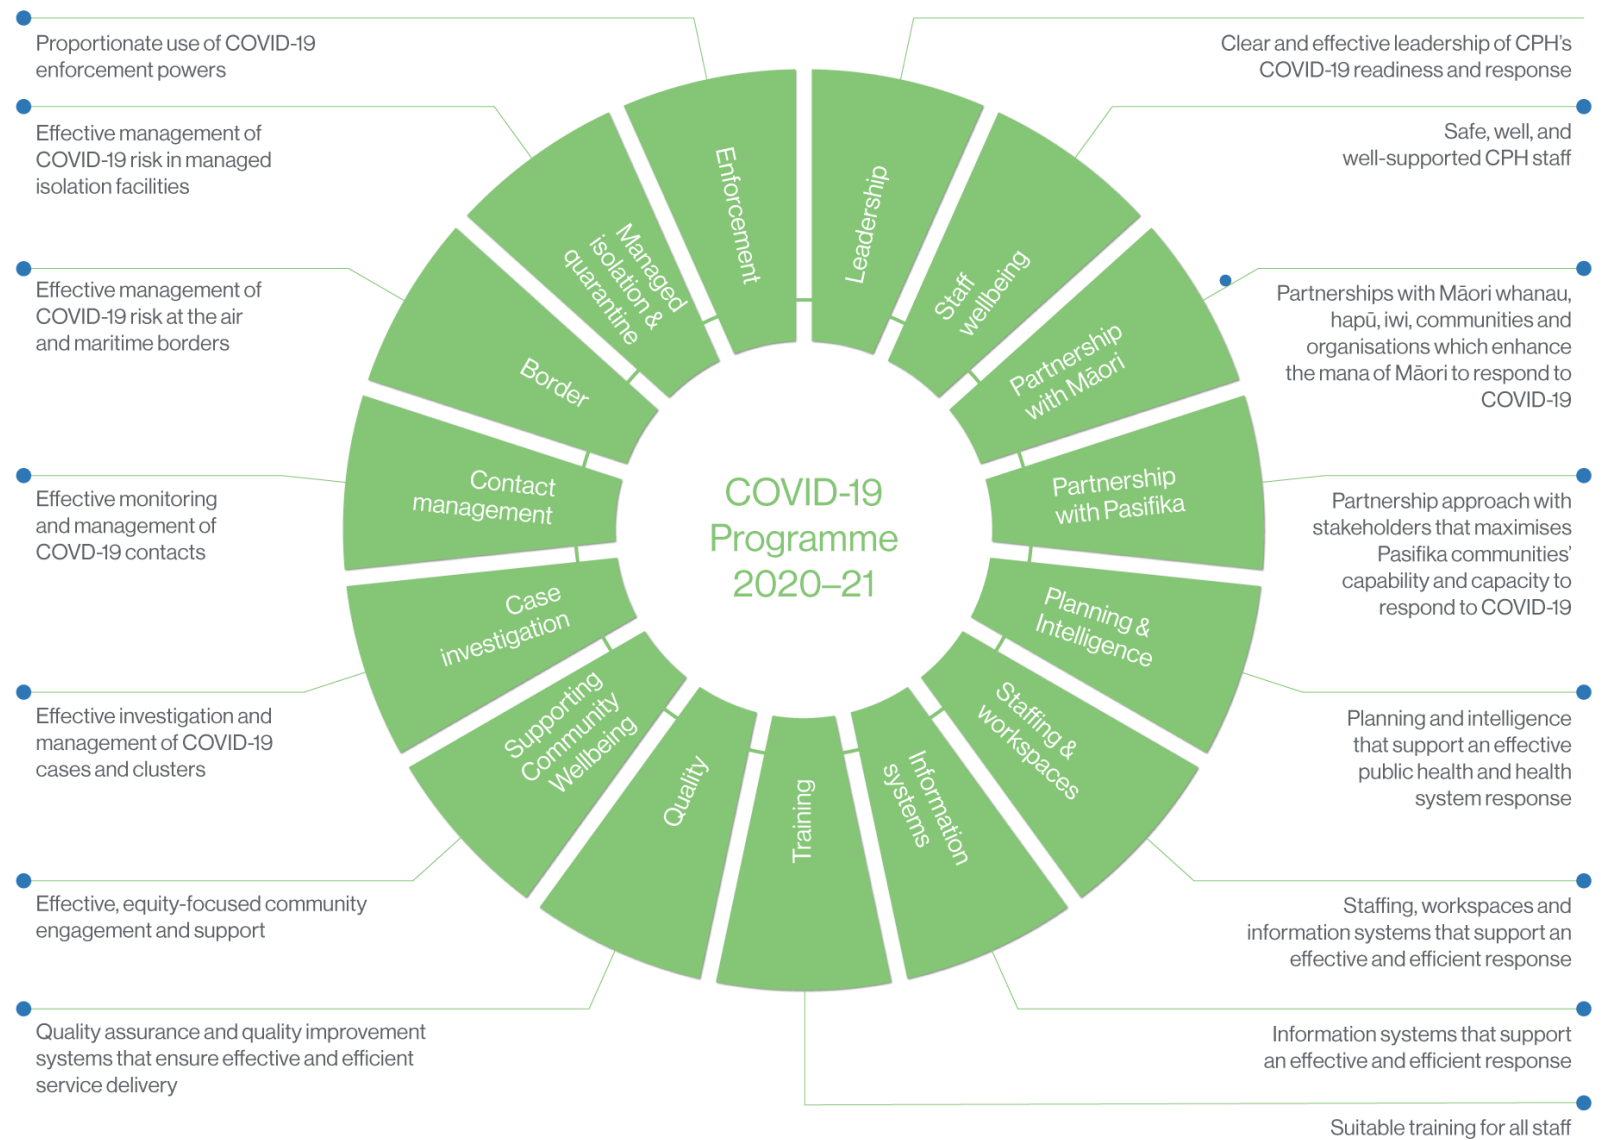 COVID-19
Programme
2020–21
Leadership
Clear and effective leadership of CPH's
COVID-19 readiness and response
Staff
wellbeing
Safe, well, and
well-supported CPH staff
Partnership
with Māori
Partnerships with Māori whanau,
hapū, iwi, communities and
organisations which enhance
the mana of Māori to respond to
COVID-19
Partnership
with Pasifika
Partnership approach with
stakeholders that maximises
Pasifika communities'
capability and capacity to
respond to COVID-19
Planning &
Intelligence
Planning and intelligence
that support an effective
public health and health
system response
Staffing &
workspaces
Staffing, workspaces and
information systems that support an
effective and efficient response
Information
systems
Information systems that support
an effective and efficient response
Training
Suitable training for all staff
Quality
Quality assurance and quality improvement
systems that ensure effective and efficient
service delivery
Supporting
Community
Wellbeing
Effective, equity-focused community
engagement and support
Case
investigation
Effective investigation and
management of COVID-19
cases and clusters
Contact
management
Effective monitoring
and management of
COVD-19 contacts
Border
Effective management of
COVID-19 risk at the air
and maritime borders
Managed
isolation &
quarantine
Effective management of
COVID-19 risk in managed
isolation facilities
Enforcement
Proportionate use of COVID-19
enforcement powers